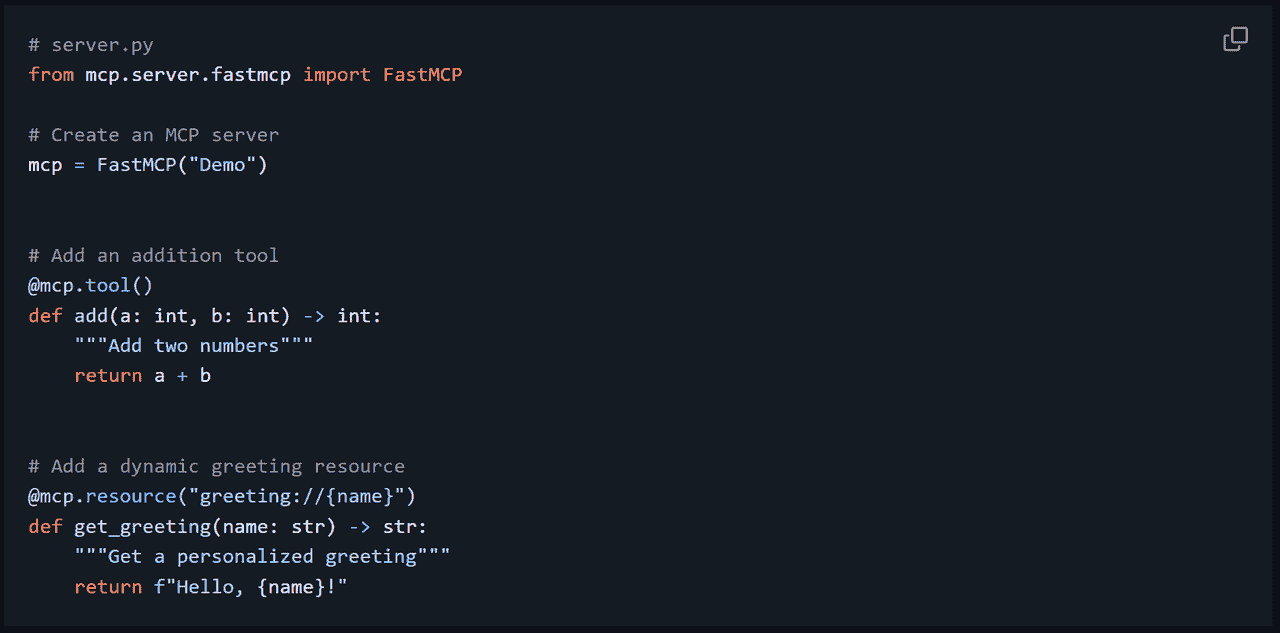 # server.py
from mcp.server.fastmcp import FastMCP
# Create an MCP server
mcp = FastMCP("Demo")
# Add an addition tool
@mcp.tool()
def add(a: int, b: int) -> int:
    """Add two numbers"""
    return a + b
# Add a dynamic greeting resource
@mcp.resource("greeting://{name}")
def get_greeting(name: str) -> str:
    """Get a personalized greeting"""
    return f"Hello, {name}!"